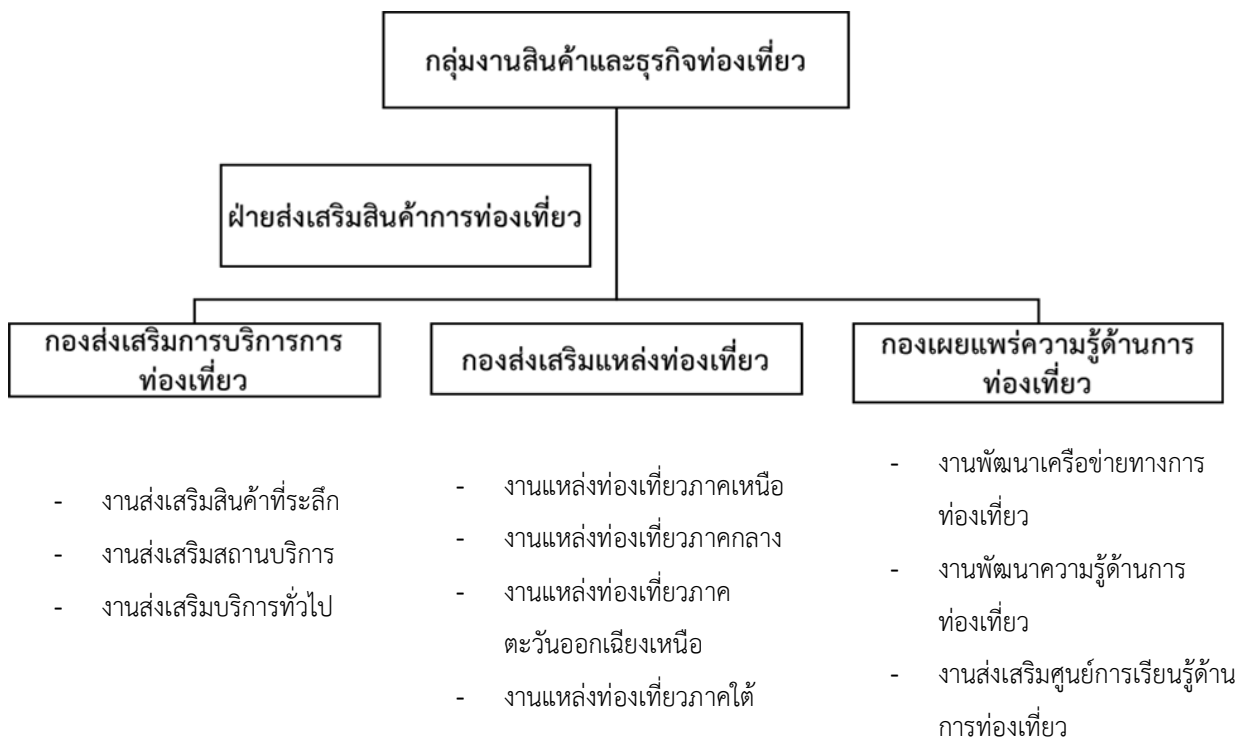 กลุ่มงานสินค้าและธุรกิจท่องเที่ยว
ฝ่ายส่งเสริมสินค้าการท่องเที่ยว
กองส่งเสริมการบริการการ
ท่องเที่ยว
กองส่งเสริมแหล่งท่องเที่ยว
กองเผยแพร่ความรู้ด้านการ
ท่องเที่ยว
- งานส่งเสริมสินค้าที่ระลึก
- งานส่งเสริมสถานบริการ
- งานส่งเสริมบริการทั่วไป
- งานแหล่งท่องเที่ยวภาคเหนือ
- งานแหล่งท่องเที่ยวภาคกลาง
- งานแหล่งท่องเที่ยวภาค
ตะวันออกเฉียงเหนือ
- งานแหล่งท่องเที่ยวภาคใต้
- งานพัฒนาเครือข่ายทางการ
ท่องเที่ยว
- งานพัฒนาความรู้ด้านการ
ท่องเที่ยว
- งานส่งเสริมศูนย์การเรียนรู้ด้าน
การท่องเที่ยว